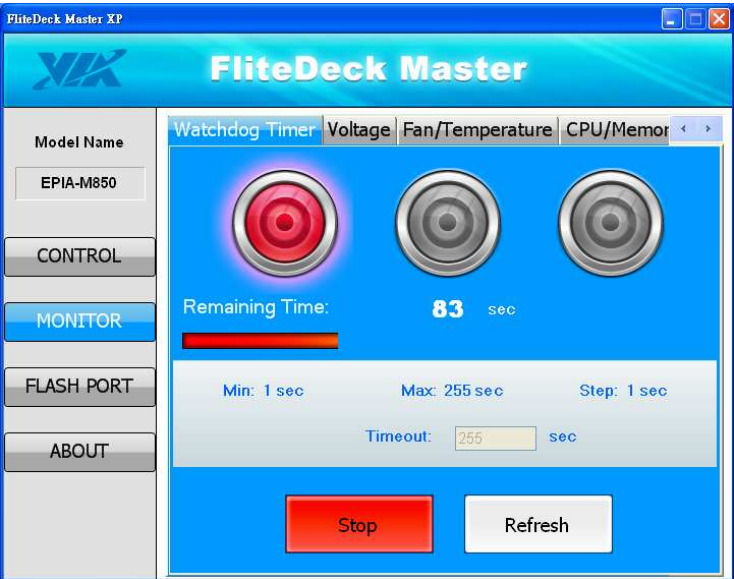 FliteDeck Master XP
VIA FliteDeck Master
Model Name
EPIA-M850
CONTROL
MONITOR
FLASH PORT
ABOUT
Watchdog Timer Voltage Fan/Temperature CPU/Memor
Remaining Time: 83 sec
Min: 1 sec Max: 255 sec Step: 1 sec
Timeout: 255 sec
Stop Refresh